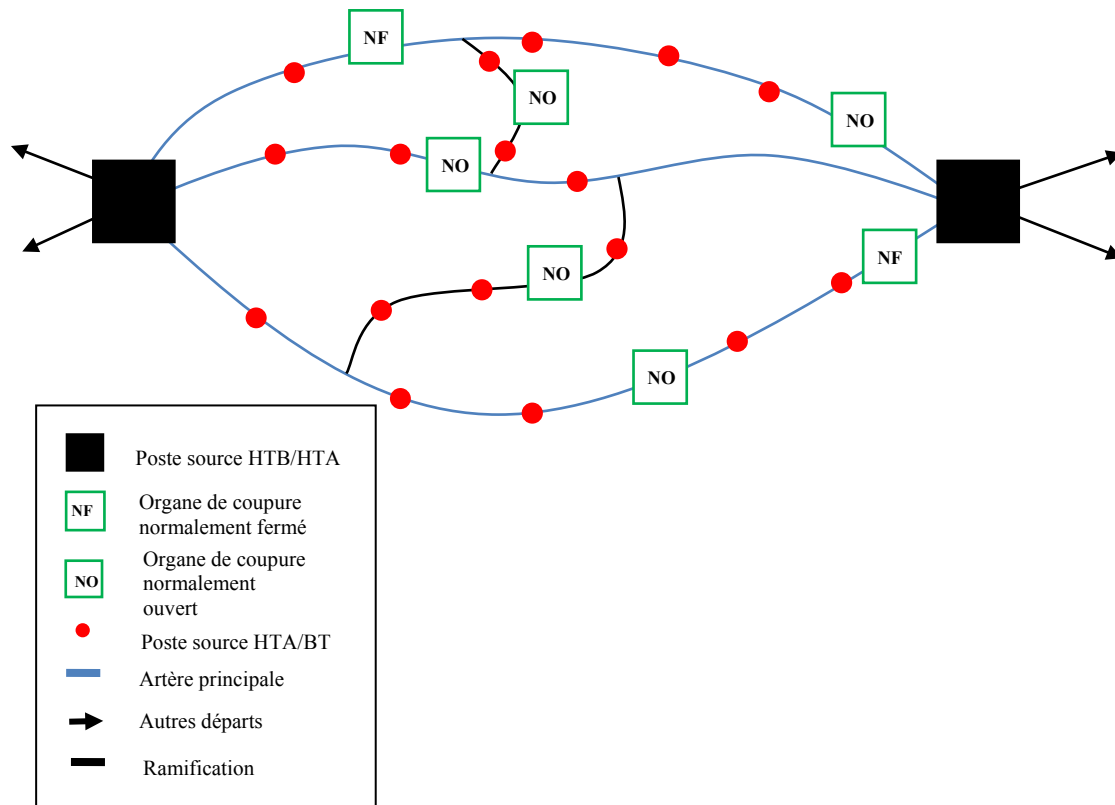 NF
NO
NO
NO
NF
NO
NO
Poste source HTB/HTA
NF
Organe de coupure
normalement fermé
NO
Organe de coupure
normalement
ouvert
Poste source HTA/BT
Artère principale
Autres départs
Ramification